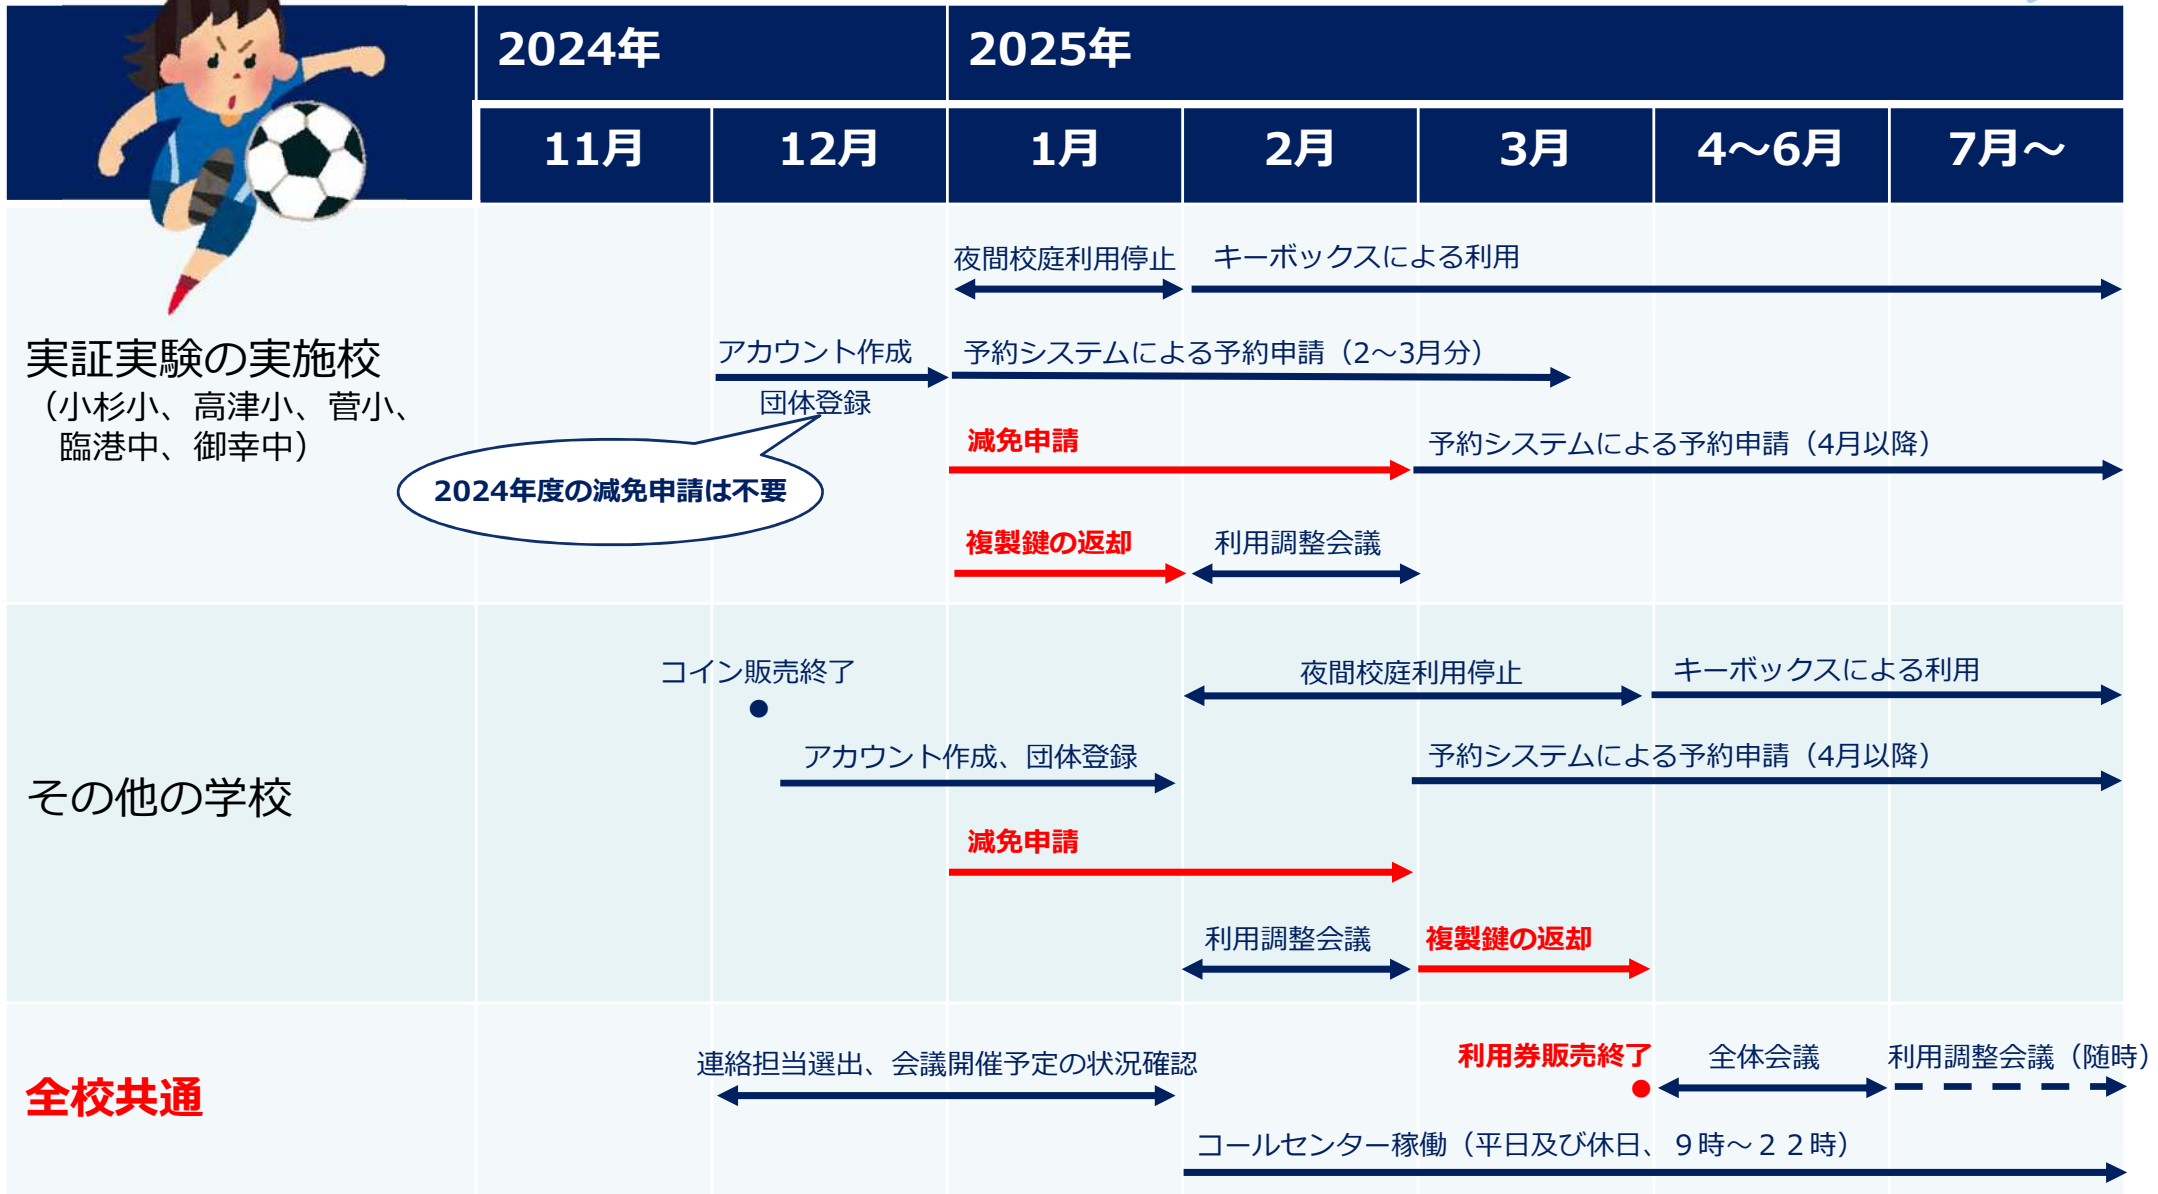 2024年
2025年
11月
12月
1月
2月
3月
4～6月
7月～
実証実験の実施校
（小杉小、高津小、菅小、
臨港中、御幸中）
夜間校庭利用停止
キーボックスによる利用
アカウント作成
団体登録
予約システムによる予約申請（2～3月分）
2024年度の減免申請は不要
減免申請
予約システムによる予約申請（4月以降）
複製鍵の返却
利用調整会議
その他の学校
コイン販売終了
夜間校庭利用停止
キーボックスによる利用
アカウント作成、団体登録
予約システムによる予約申請（4月以降）
減免申請
利用調整会議
複製鍵の返却
全校共通
連絡担当選出、会議開催予定の状況確認
利用券販売終了
全体会議
利用調整会議（随時）
コールセンター稼働（平日及び休日、９時～２２時）